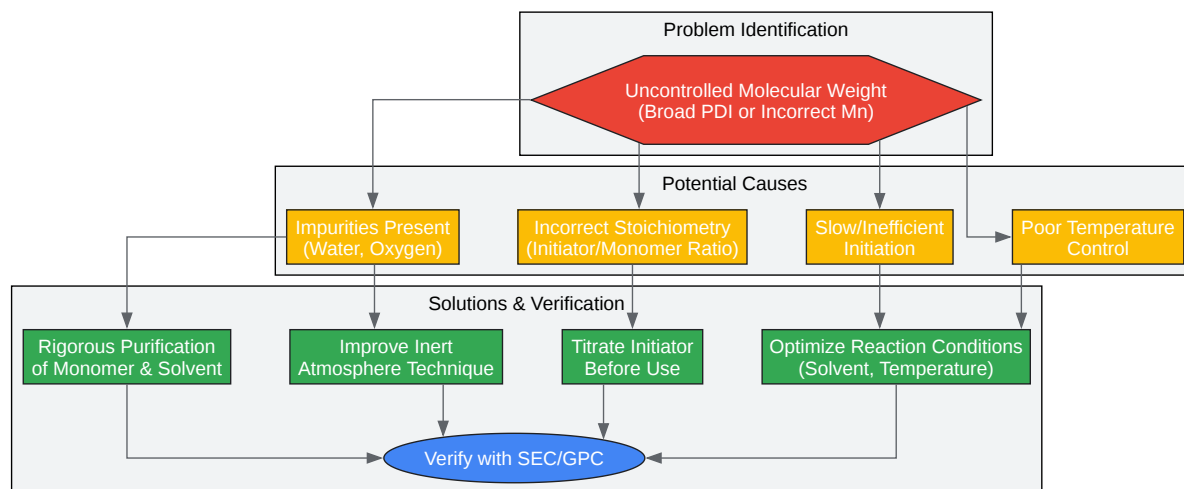 Problem Identification
Uncontrolled Molecular Weight
(Broad PDI or Incorrect Mn)
Potential Causes
Impurities Present
(Water, Oxygen)
Incorrect Stoichiometry
(Initiator/Monomer Ratio)
Slow/Inefficient
Initiation
Poor Temperature
Control
Solutions & Verification
Rigorous Purification
of Monomer & Solvent
Improve Inert
Atmosphere Technique
Titrate Initiator
Before Use
Optimize Reaction Conditions
(Solvent, Temperature)
Verify with SEC/GPC